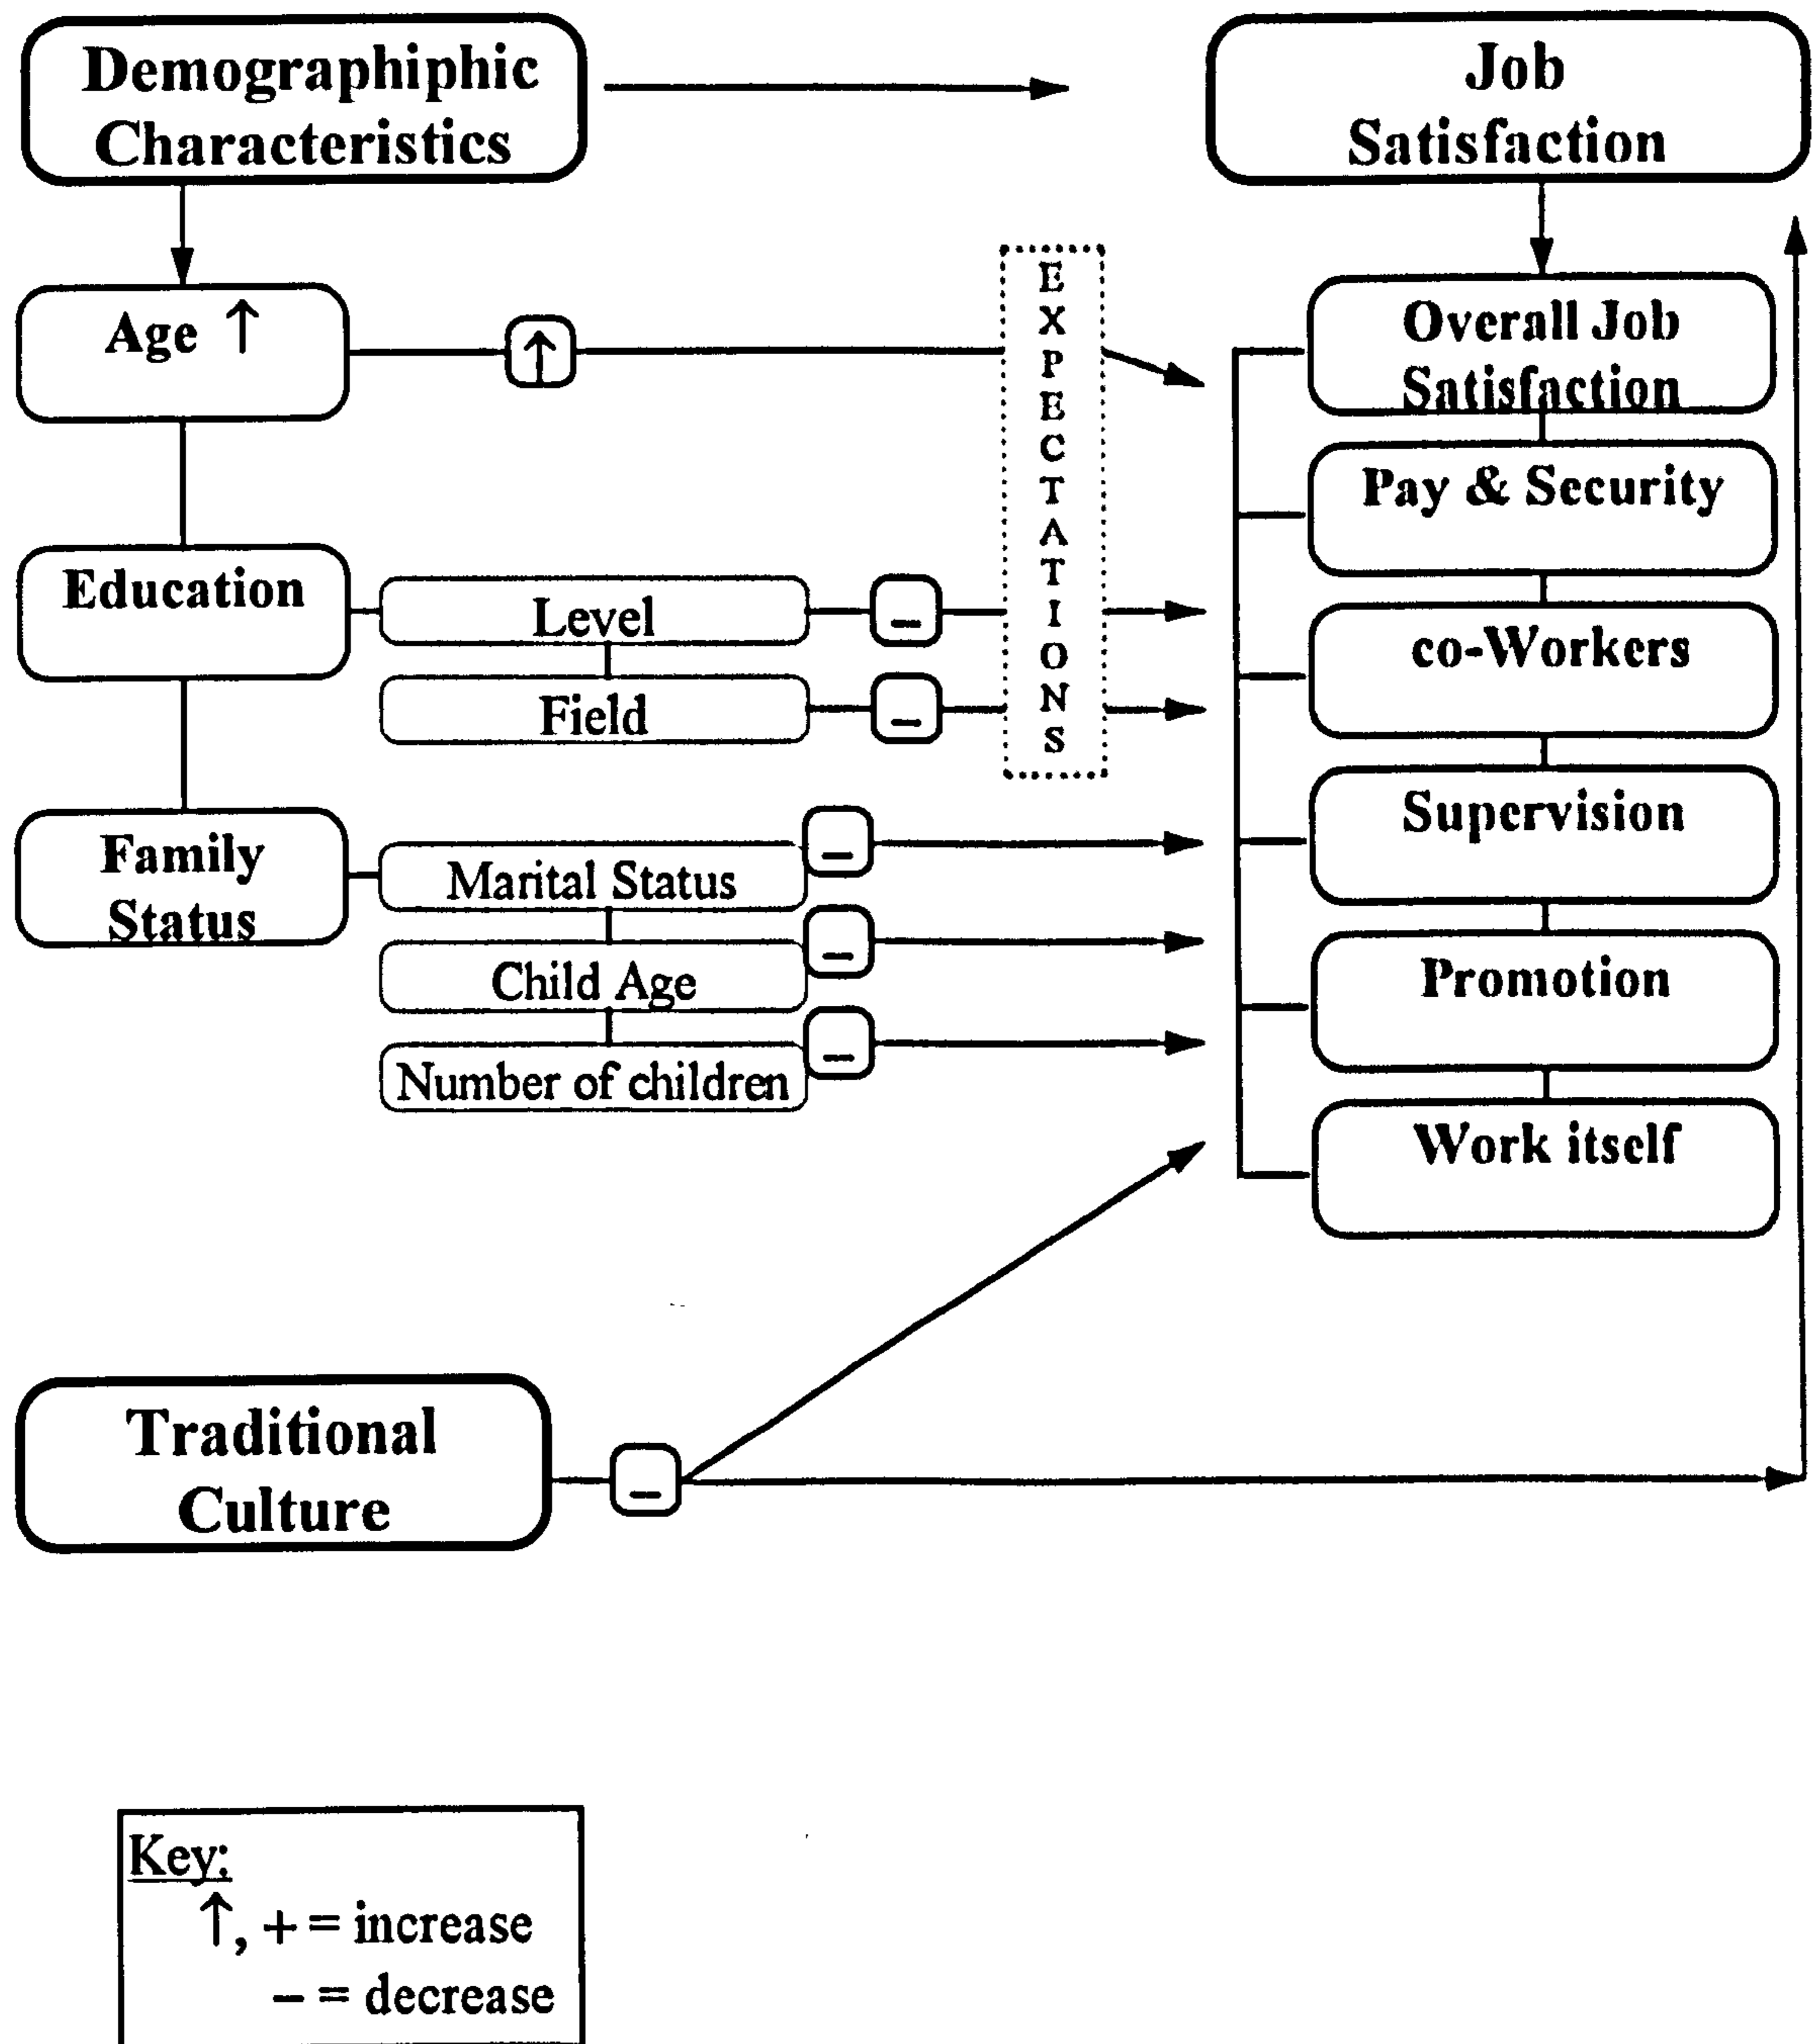 Demographiphic
Characteristics
Job
Satisfaction
Age ↑
↑
EXPECTATIONS
Overall Job
Satisfaction
Pay & Security
Education
Level
–
Field
–
co-Workers
Supervision
Family
Status
Marital Status
–
Child Age
–
Number of children
–
Promotion
Work itself
Traditional
Culture
–
Key:
↑, + = increase
– = decrease